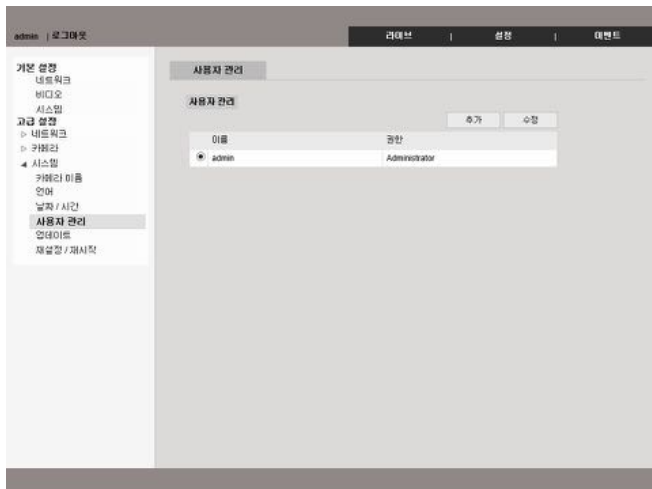 admin | 로그아웃
라이브 | 설정 | 이벤트
기본 설정
네트워크
비디오
시스템
고급 설정
▷ 네트워크
▷ 카메라
◢ 시스템
카메라 이름
언어
날짜 / 시간
사용자 관리
업데이트
재설정 / 재시작
사용자 관리
사용자 관리
추가 수정
이름 권한
admin Administrator